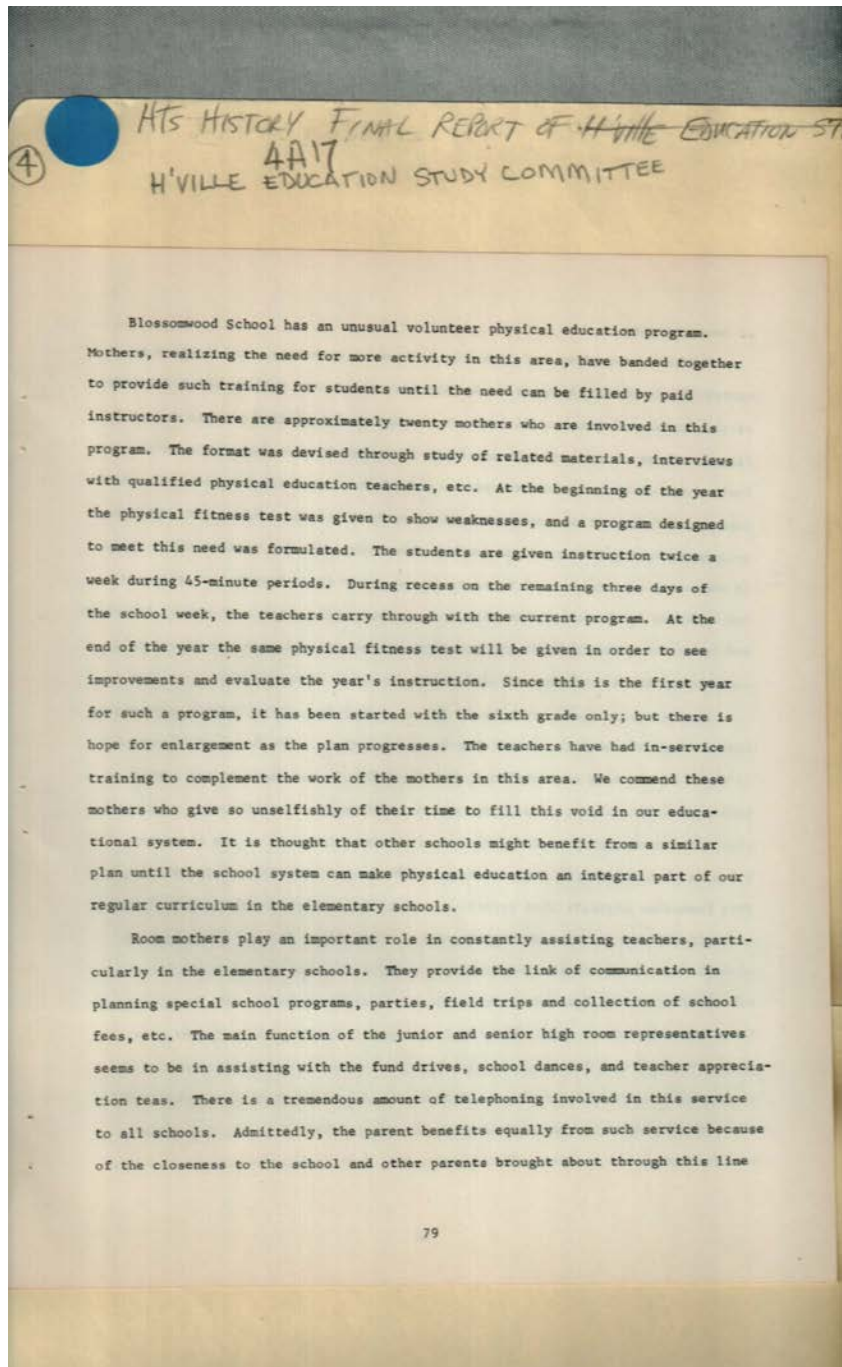 HTS HISTORY FINAL REPORT OF H'ville EDUCATION ST
4A17
④
H'VILLE EDUCATION STUDY COMMITTEE
Blossomwood School has an unusual volunteer physical education program.
Mothers, realizing the need for more activity in this area, have banded together
to provide such training for students until the need can be filled by paid
instructors. There are approximately twenty mothers who are involved in this
program. The format was devised through study of related materials, interviews
with qualified physical education teachers, etc. At the beginning of the year
the physical fitness test was given to show weaknesses, and a program designed
to meet this need was formulated. The students are given instruction twice a
week during 45-minute periods. During recess on the remaining three days of
the school week, the teachers carry through with the current program. At the
end of the year the same physical fitness test will be given in order to see
improvements and evaluate the year's instruction. Since this is the first year
for such a program, it has been started with the sixth grade only; but there is
hope for enlargement as the plan progresses. The teachers have had in-service
training to complement the work of the mothers in this area. We commend these
mothers who give so unselfishly of their time to fill this void in our educa-
tional system. It is thought that other schools might benefit from a similar
plan until the school system can make physical education an integral part of our
regular curriculum in the elementary schools.
Room mothers play an important role in constantly assisting teachers, parti-
cularly in the elementary schools. They provide the link of communication in
planning special school programs, parties, field trips and collection of school
fees, etc. The main function of the junior and senior high room representatives
seems to be in assisting with the fund drives, school dances, and teacher apprecia-
tion teas. There is a tremendous amount of telephoning involved in this service
to all schools. Admittedly, the parent benefits equally from such service because
of the closeness to the school and other parents brought about through this line
79